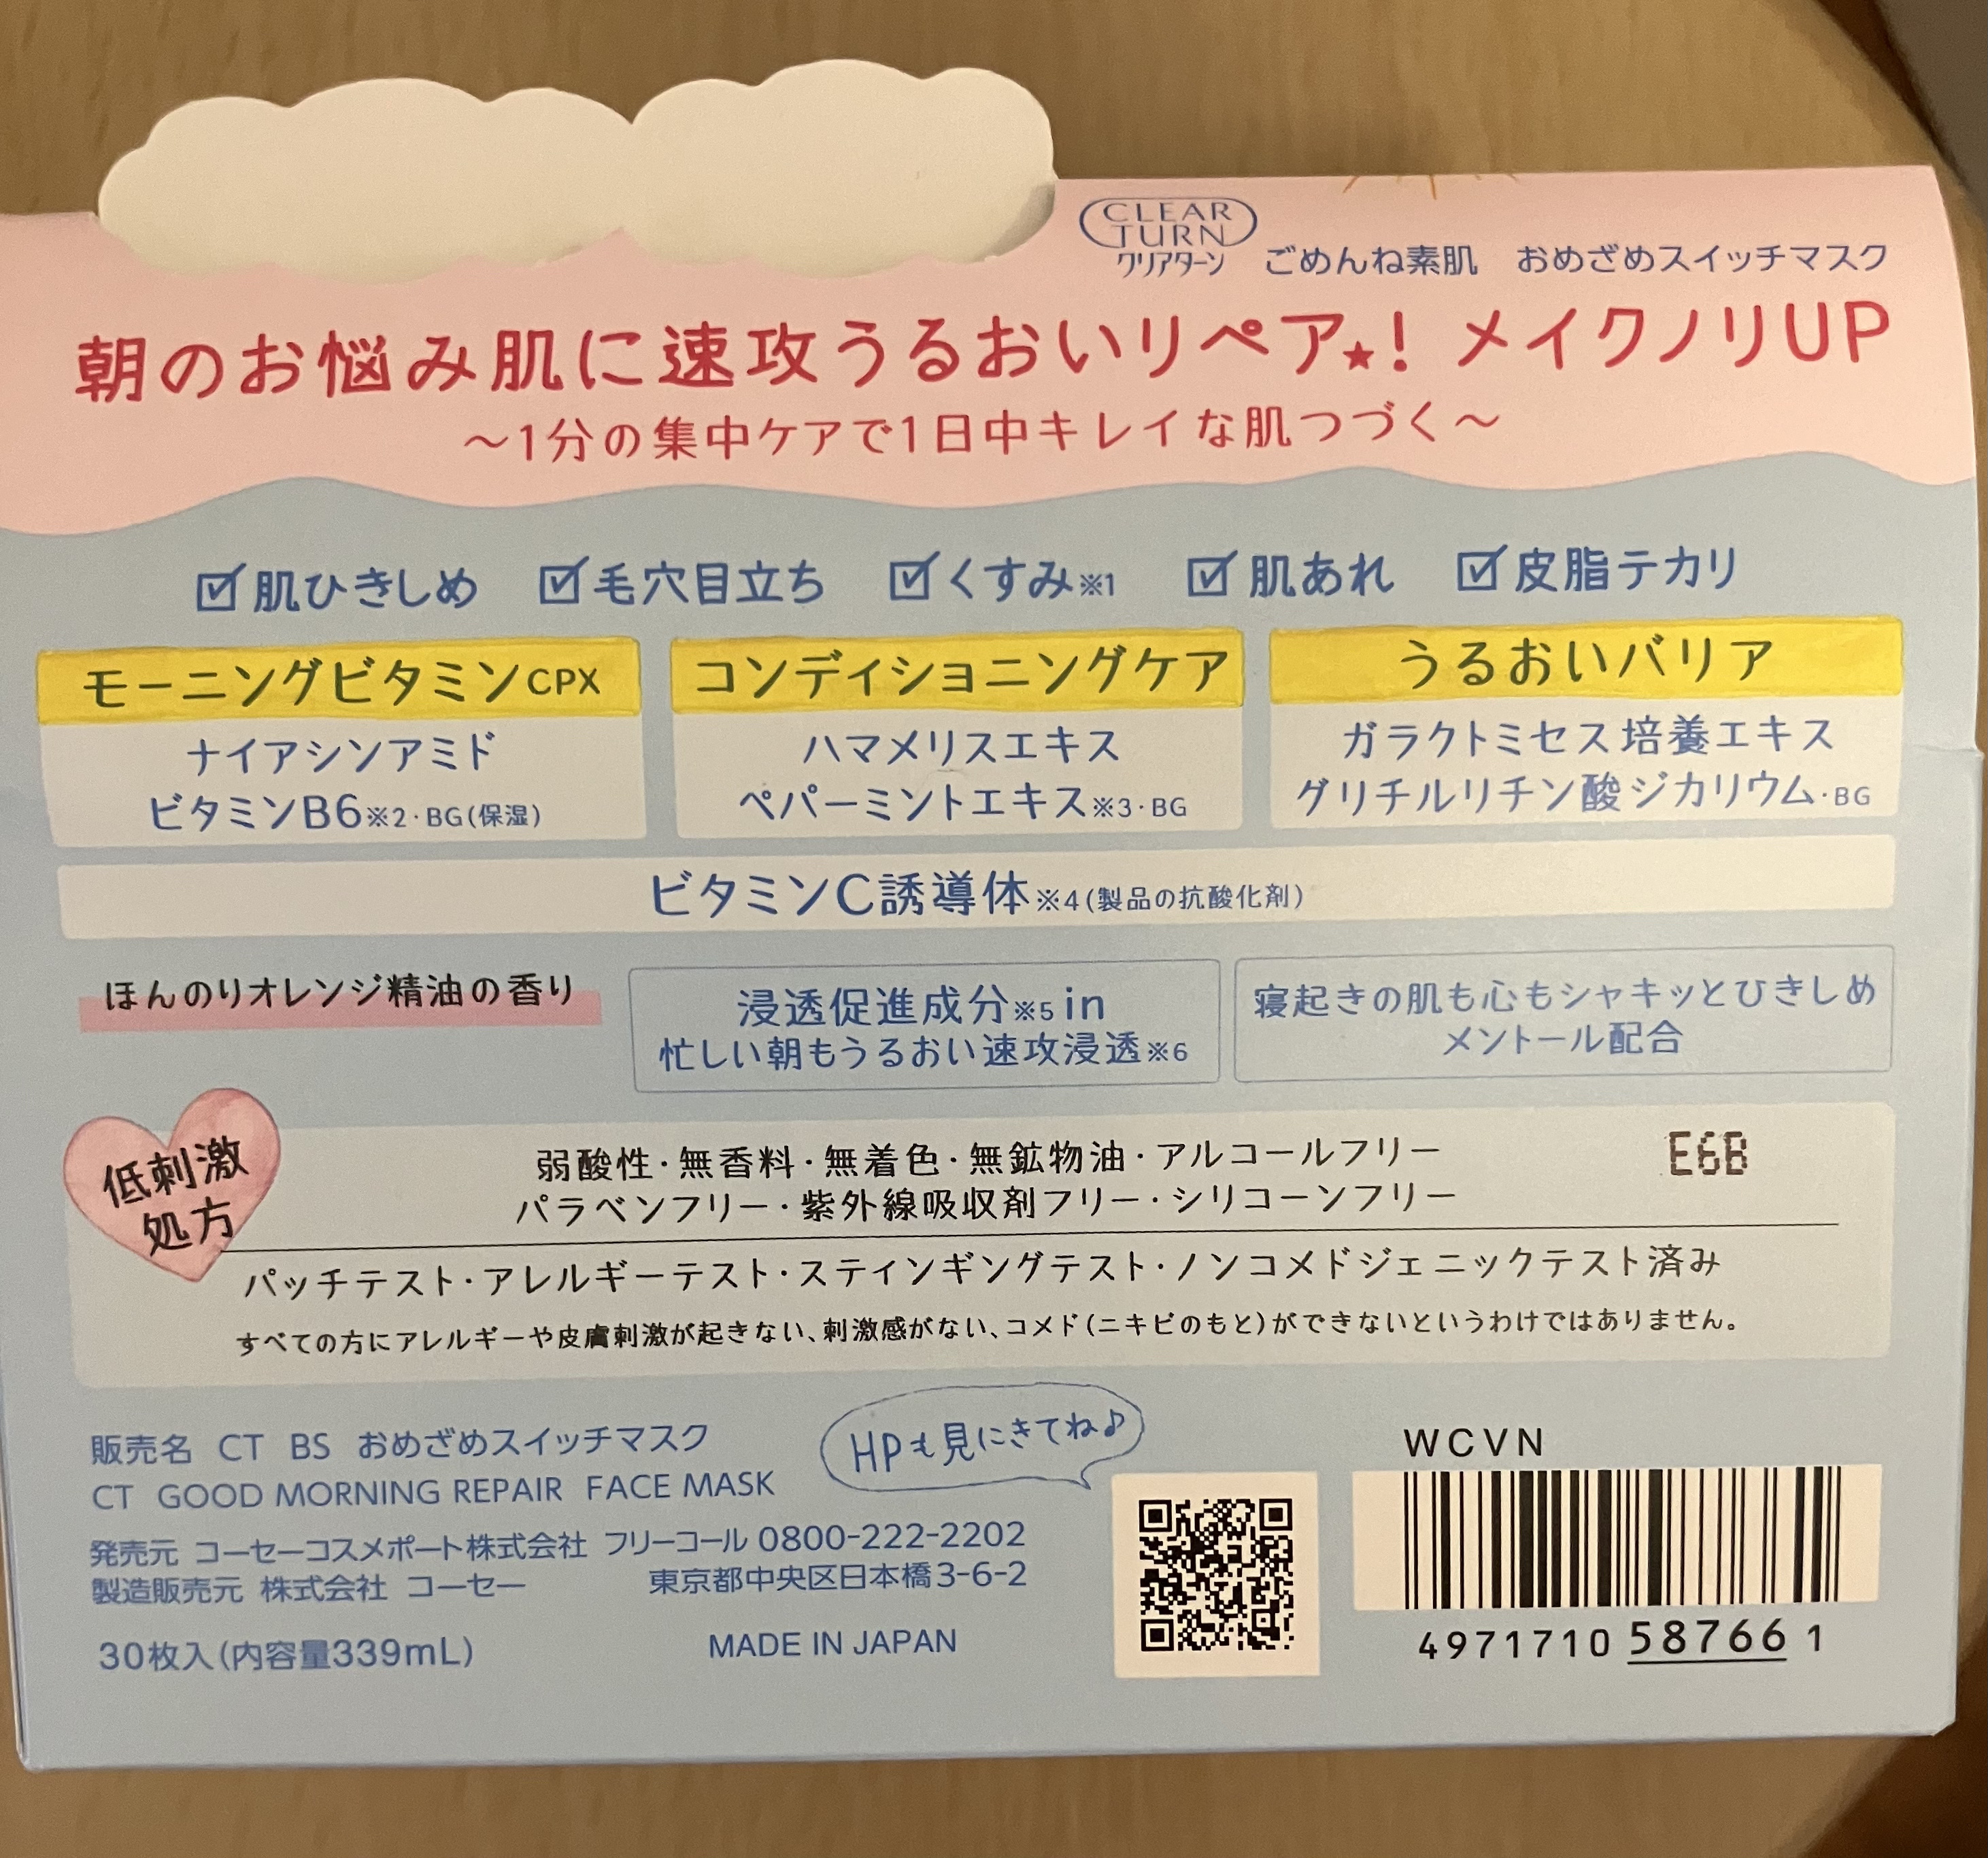 CLEAR
TURN
クリアターン ごめんね素肌 おめざめスイッチマスク
朝のお悩み肌に速攻うるおいリペア★! メイクノリUP
〜1分の集中ケアで1日中キレイな肌つづく〜
肌ひきしめ 毛穴目立ち くすみ※1 肌あれ 皮脂テカリ
モーニングビタミンCPX
ナイアシンアミド
ビタミンB6※2・BG(保湿)
コンディショニングケア
ハマメリスエキス
ペパーミントエキス※3・BG
うるおいバリア
ガラクトミセス培養エキス
グリチルリチン酸ジカリウム・BG
ビタミンC誘導体※4(製品の抗酸化剤)
ほんのりオレンジ精油の香り
浸透促進成分※5 in
忙しい朝もうるおい速攻浸透※6
寝起きの肌も心もシャキッとひきしめ
メントール配合
低刺激
処方
弱酸性・無香料・無着色・無鉱物油・アルコールフリー
パラベンフリー・紫外線吸収剤フリー・シリコーンフリー
E6B
パッチテスト・アレルギーテスト・スティンギングテスト・ノンコメドジェニックテスト済み
すべての方にアレルギーや皮膚刺激が起きない、刺激感がない、コメド(ニキビのもと)ができないというわけではありません。
販売名 CT BS おめざめスイッチマスク
CT GOOD MORNING REPAIR FACE MASK
HPも見にきてね♪
発売元 コーセーコスメポート株式会社 フリーコール 0800-222-2202
製造販売元 株式会社 コーセー 東京都中央区日本橋3-6-2
30枚入(内容量339mL) MADE IN JAPAN
WCVN
4971710 58766 1